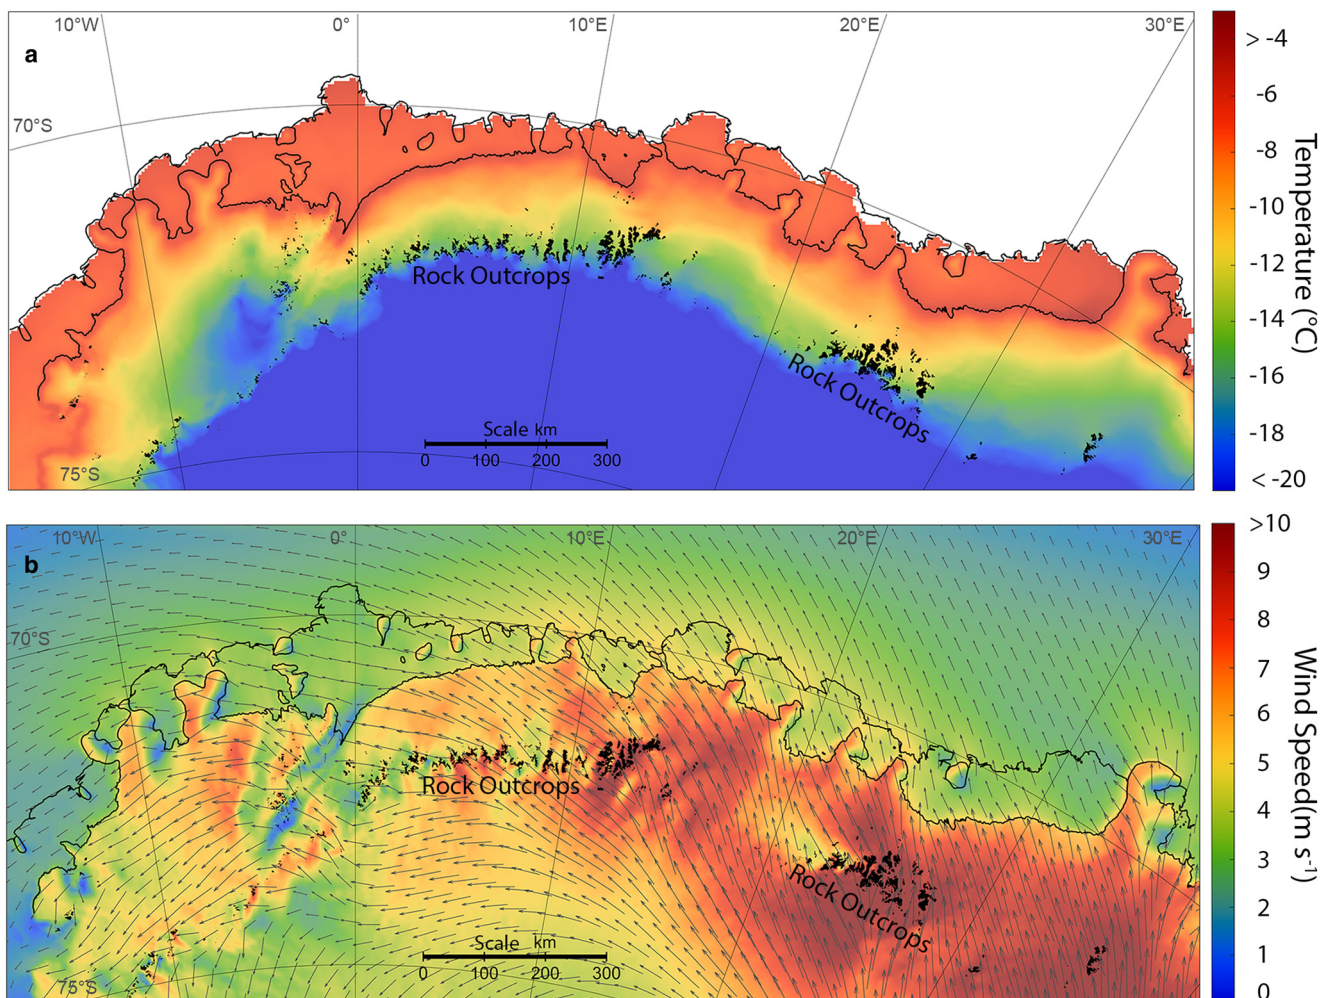 10°W 0° 10°E 20°E 30°E
a
70°S
Rock Outcrops
Rock Outcrops
Scale km
0 100 200 300
75°S
> -4
-6
-8
-10
-12
-14
-16
-18
< -20
Temperature (°C)
10°W 0° 10°E 20°E 30°E
b
70°S
Rock Outcrops
Rock Outcrops
Scale km
0 100 200 300
75°S
>10
9
8
7
6
5
4
3
2
1
0
Wind Speed(m s-1)